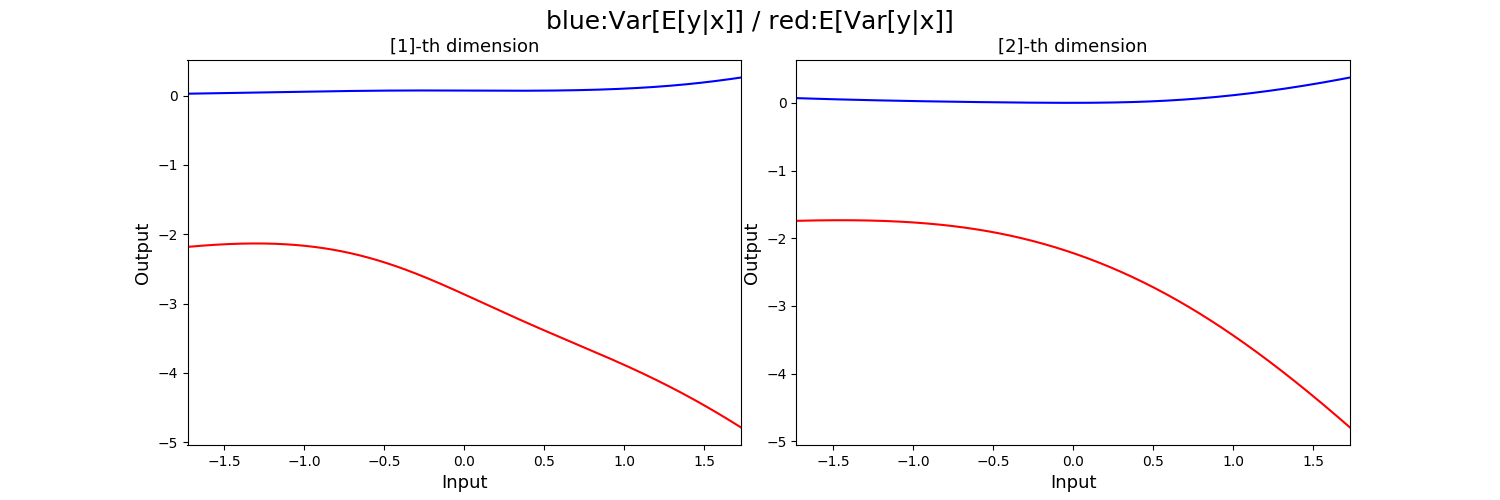 blue:Var[E[y|x]] / red:E[Var[y|x]]
[1]-th dimension
Output
0
−1
−2
−3
−4
−5
−1.5 −1.0 −0.5 0.0 0.5 1.0 1.5
Input
[2]-th dimension
Output
0
−1
−2
−3
−4
−5
−1.5 −1.0 −0.5 0.0 0.5 1.0 1.5
Input